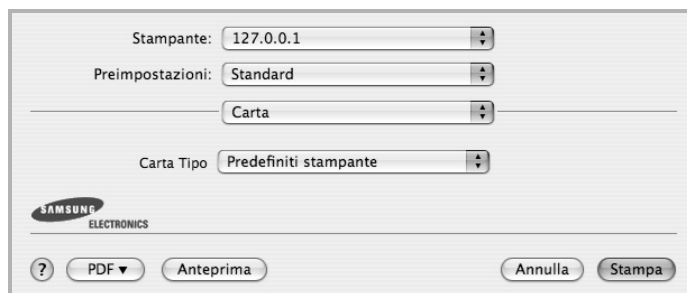 Stampante: 127.0.0.1
Preimpostazioni: Standard
Carta
Carta Tipo Predefiniti stampante
SAMSUNG
ELECTRONICS
? PDF▼ Anteprima Annulla Stampa